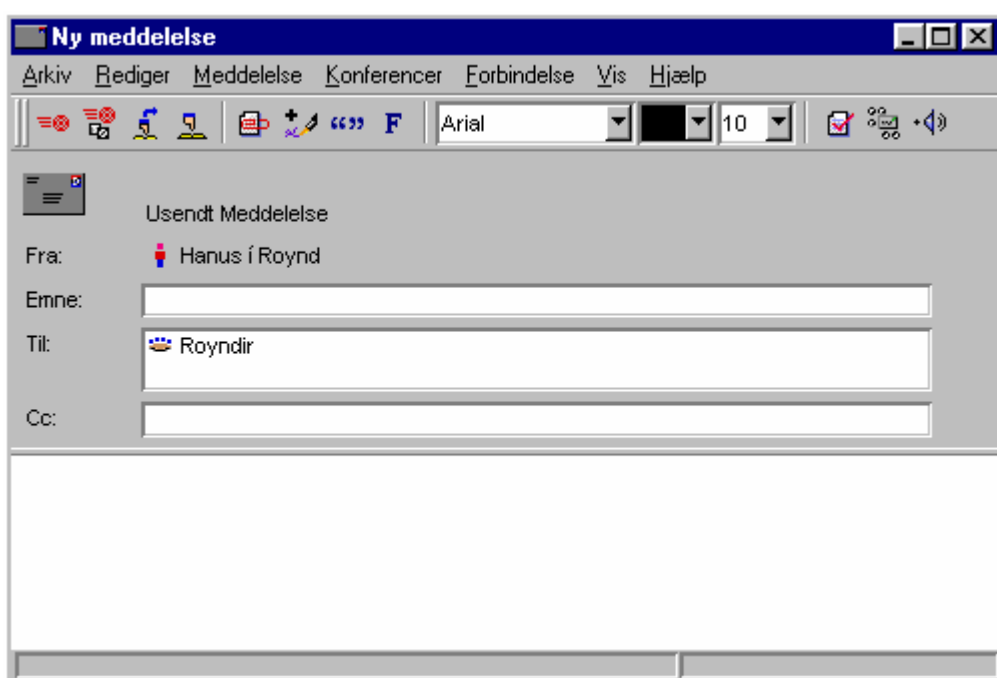 Ny meddelelse
Arkiv Rediger Meddelelse Konferencer Forbindelse Vis Hjælp
“” F Arial 10
Usendt Meddelelse
Fra: Hanus í Roynd
Emne:
Til: Royndir
Cc: